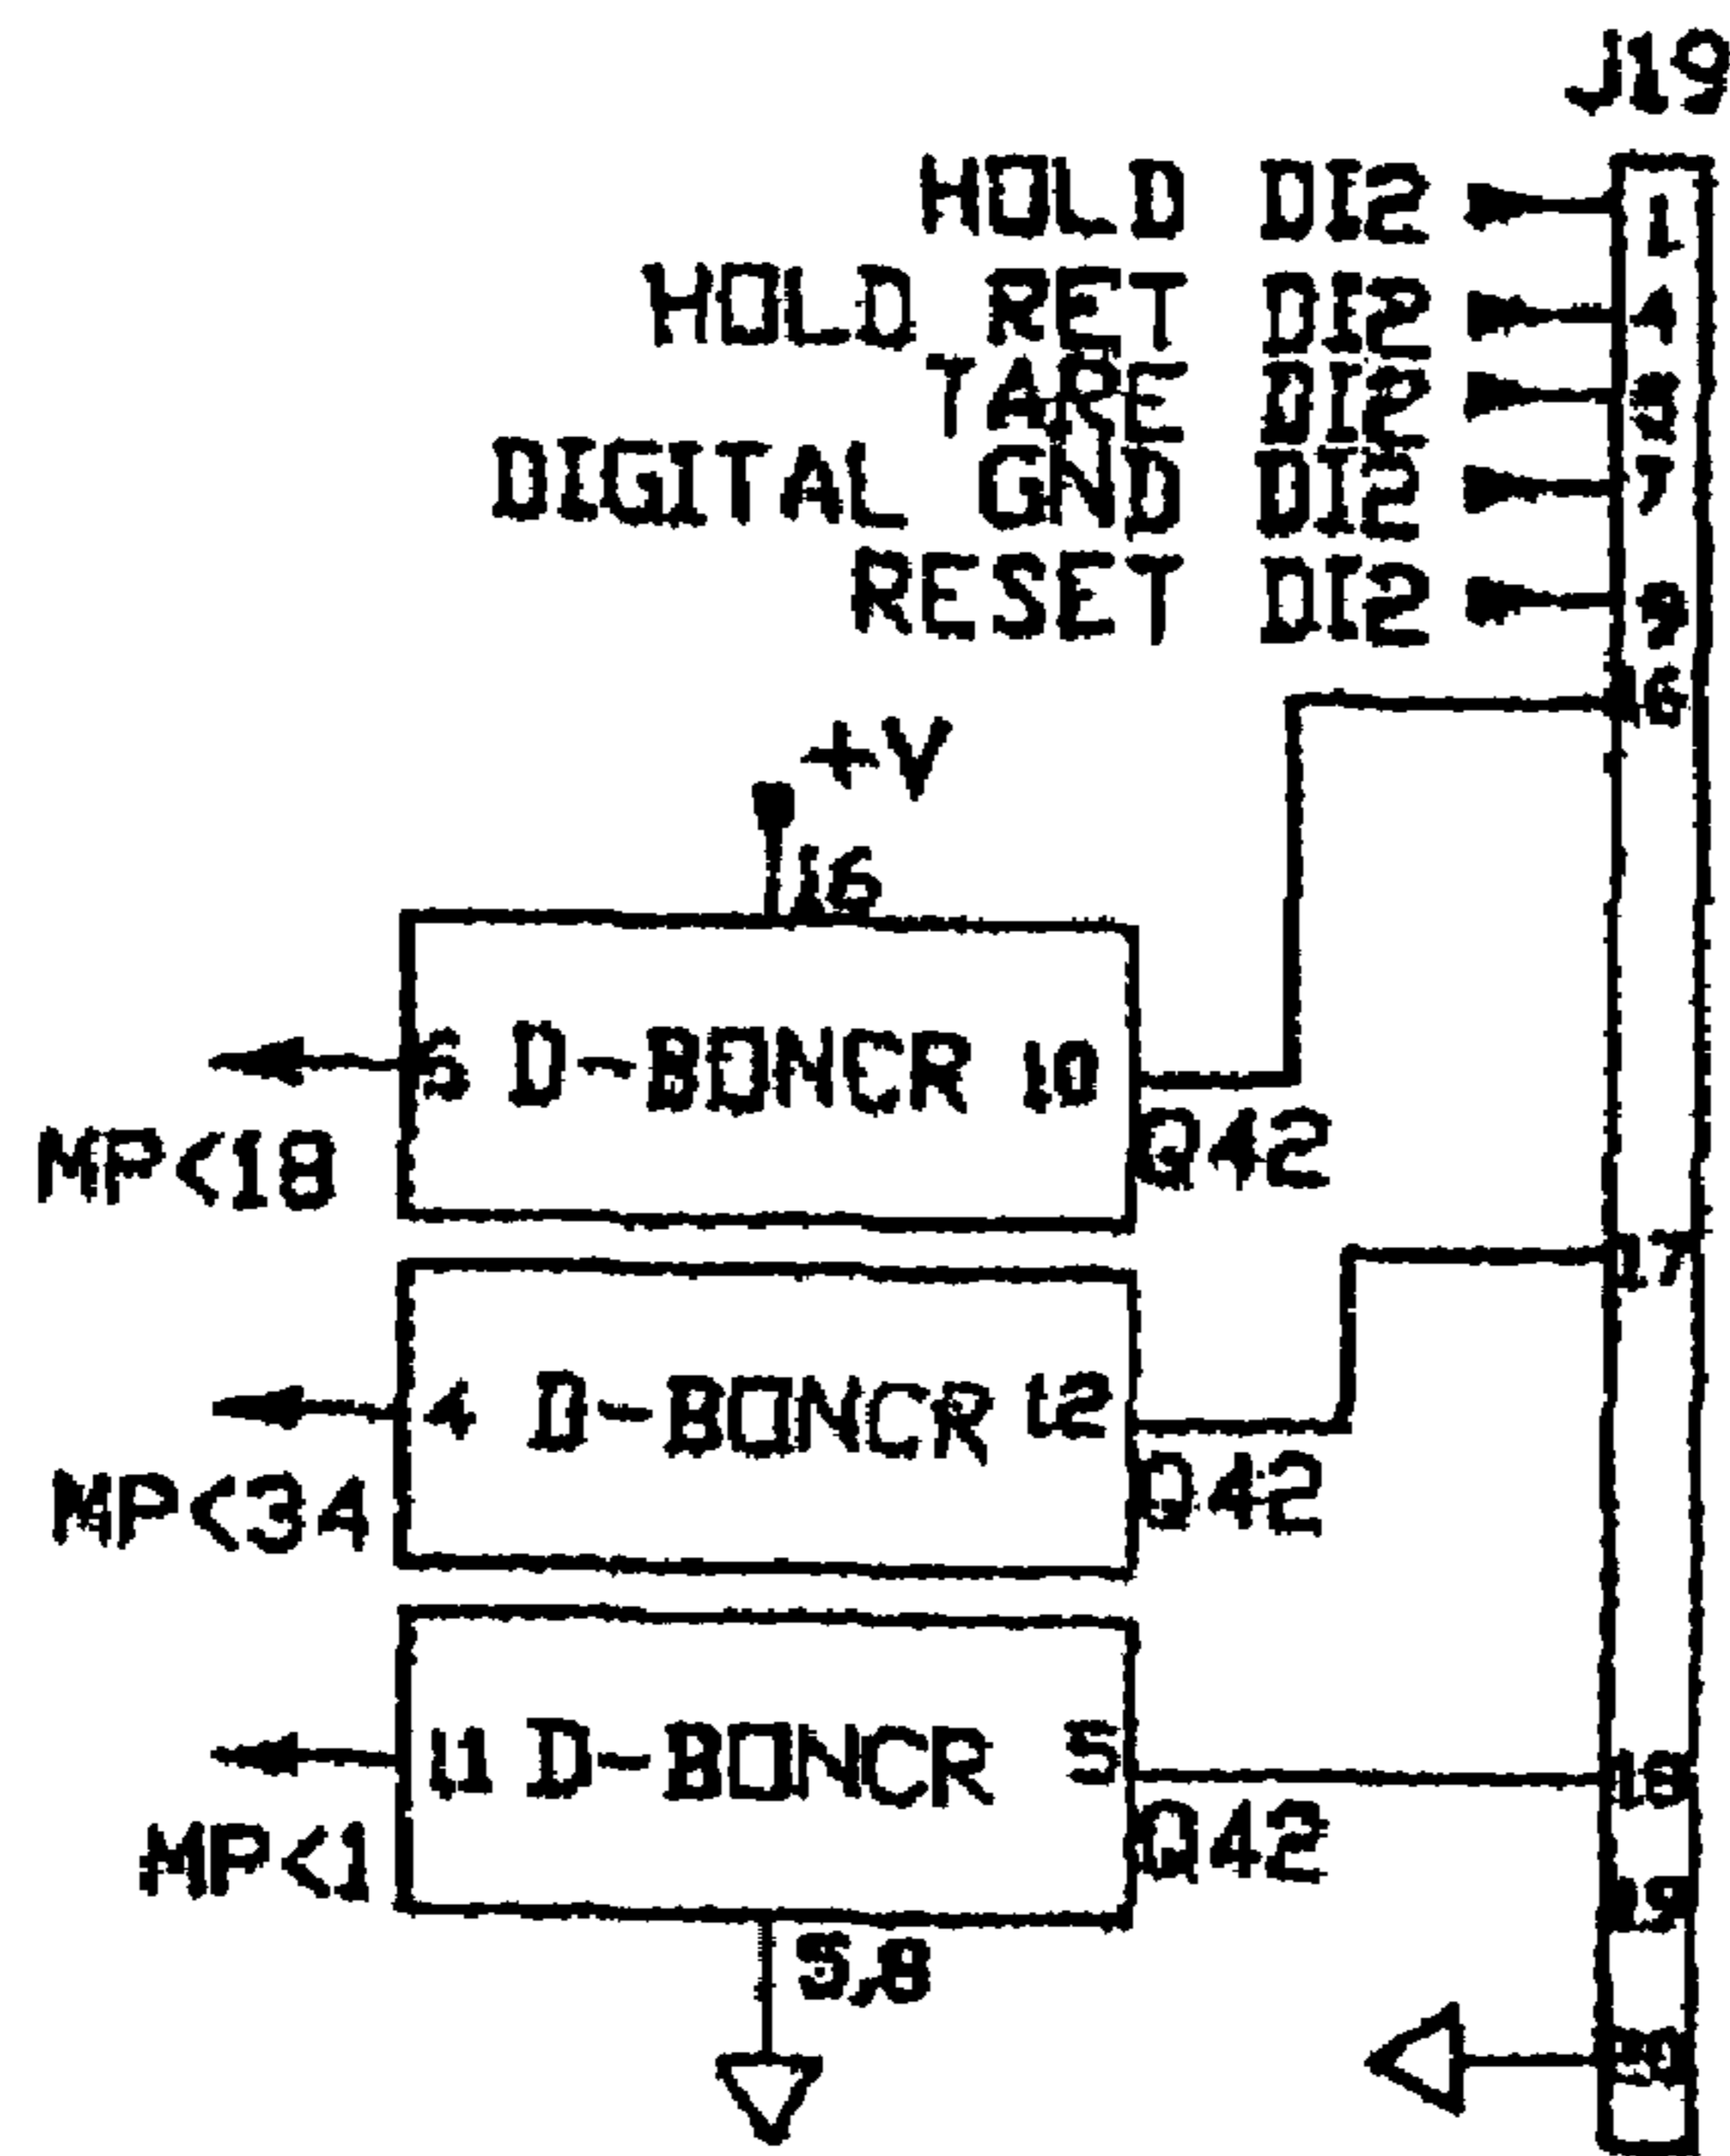 J19
HOLD DI2 1
HOLD RET DI2 4
TARE DI2
DIGITAL GND DI2 7
RESET DI2 9
16
+V
16
5 D-BONCR 10
MP<18 Q42
17
4 D-BONCR 12
MP<34 Q42
11 D-BONCR 5 18
MP<1 Q42
19
9,8